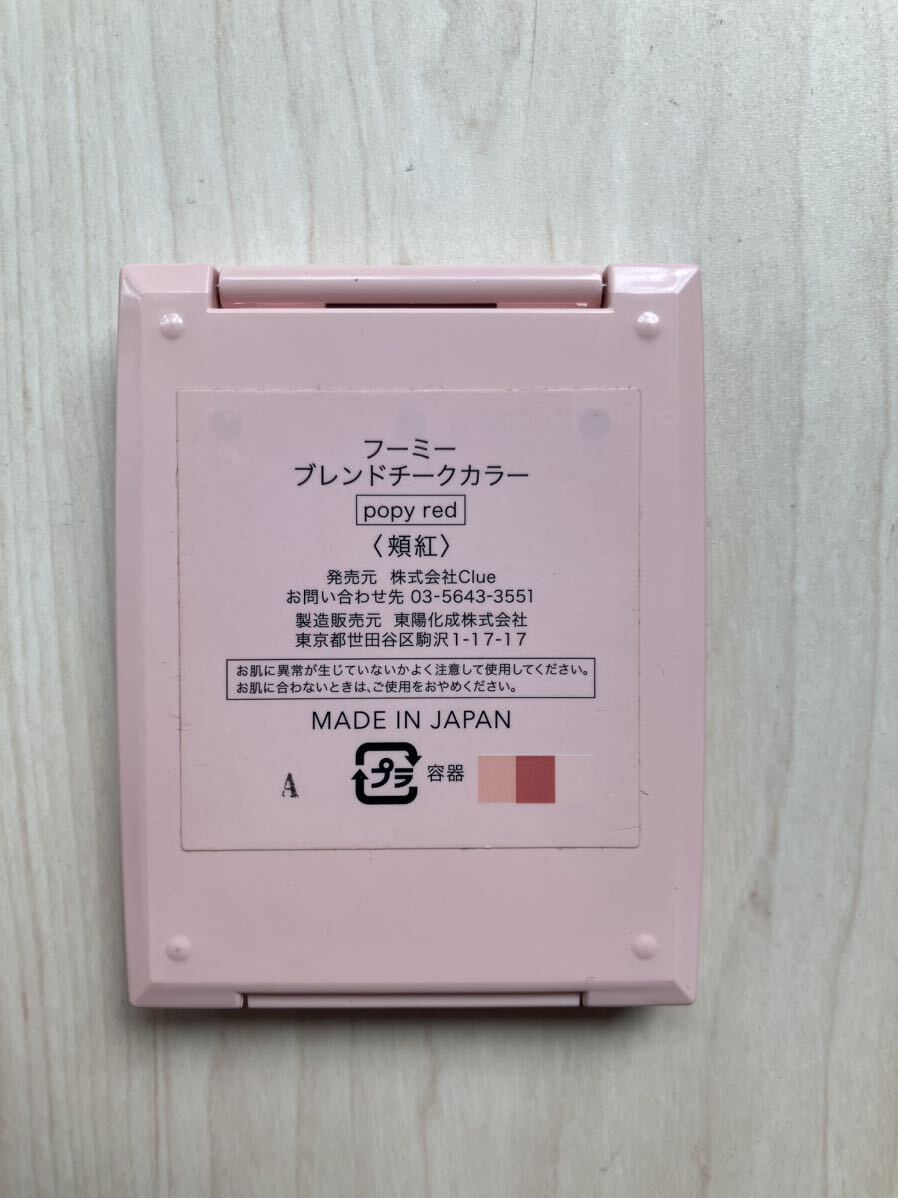 フーミー
ブレンドチークカラー
popy red
〈頬紅〉
発売元 株式会社Clue
お問い合わせ先 03-5643-3551
製造販売元 東陽化成株式会社
東京都世田谷区駒沢1-17-17
お肌に異常が生じていないかよく注意して使用してください。
お肌に合わないときは、ご使用をおやめください。
MADE IN JAPAN
A
プラ 容器